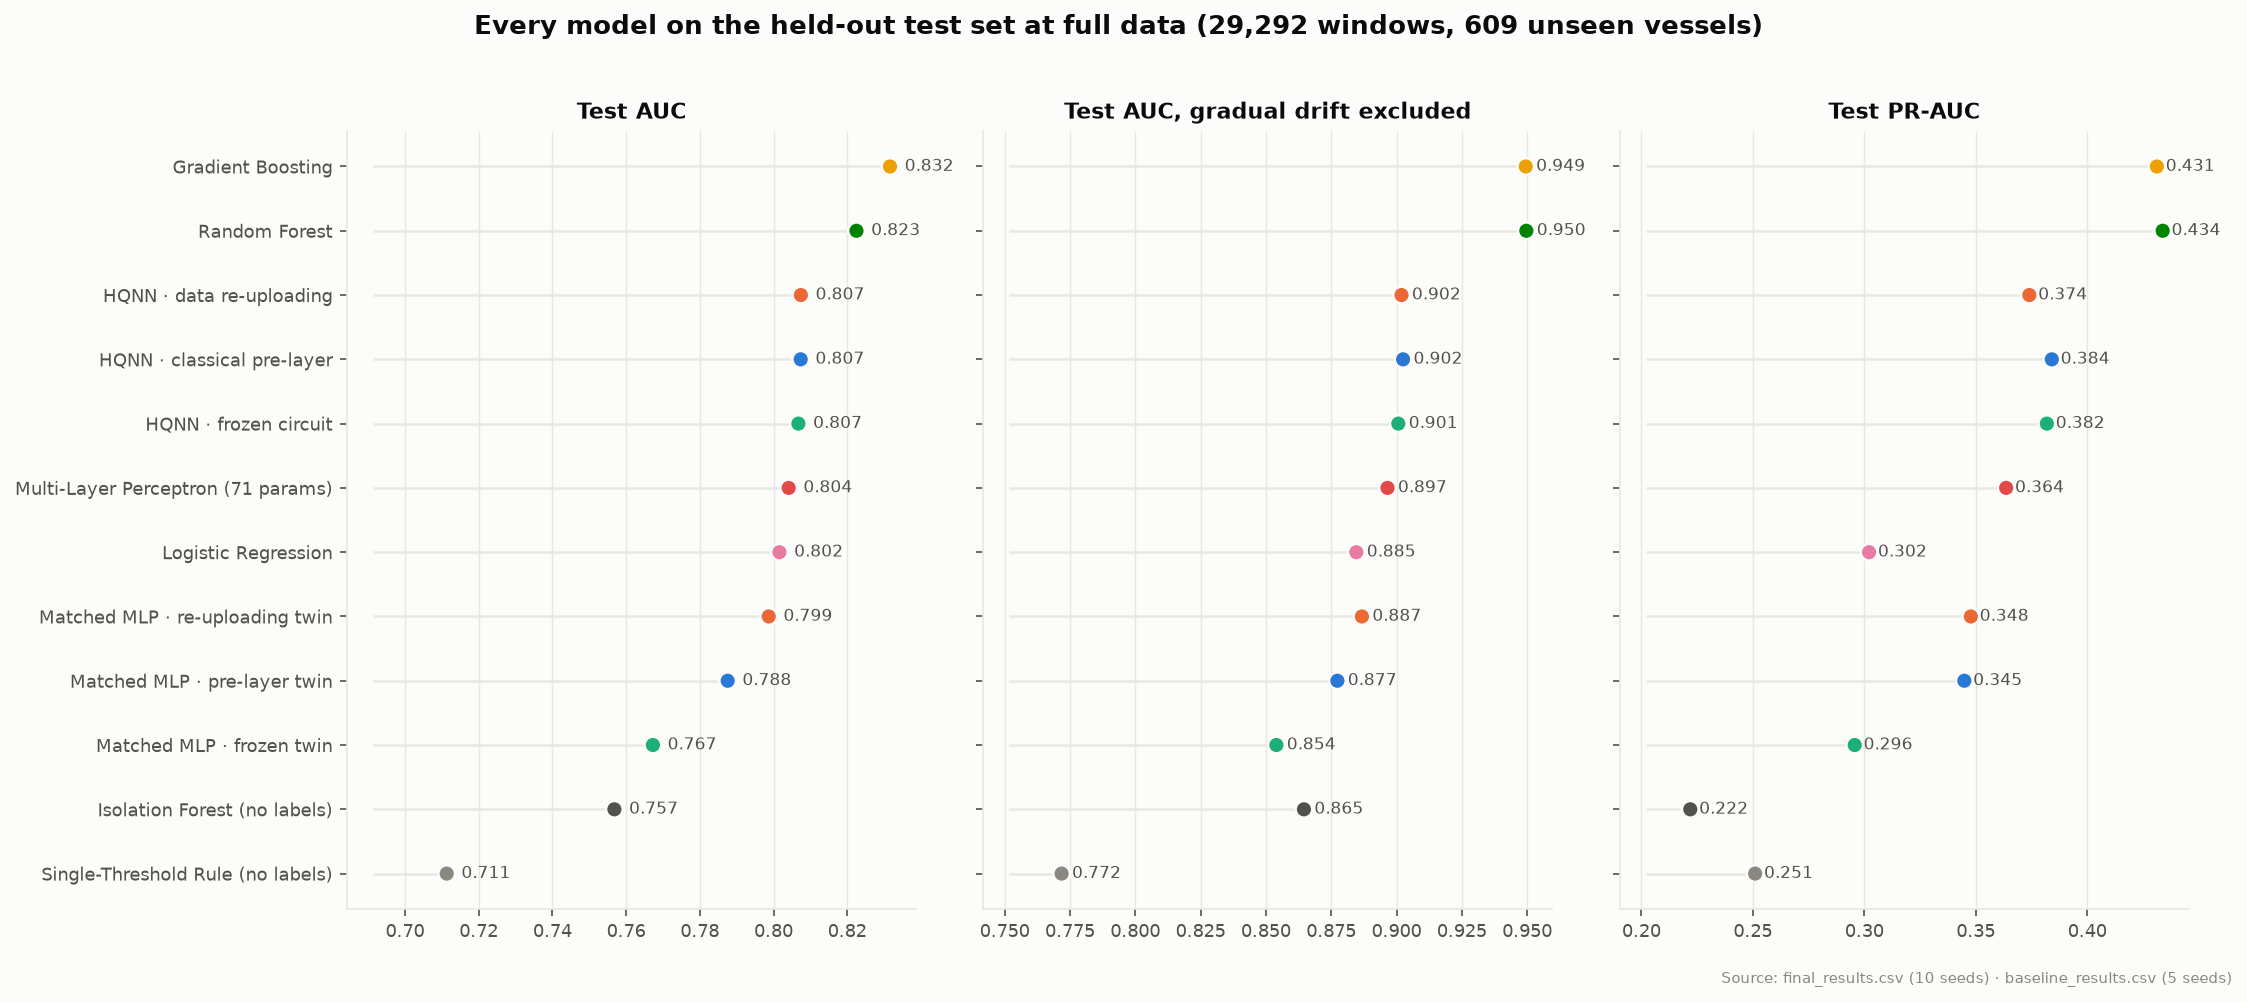 Every model on the held-out test set at full data (29,292 windows, 609 unseen vessels)
Test AUC
Test AUC, gradual drift excluded
Test PR-AUC
Gradient Boosting 0.832 0.949 0.431
Random Forest 0.823 0.950 0.434
HQNN · data re-uploading 0.807 0.902 0.374
HQNN · classical pre-layer 0.807 0.902 0.384
HQNN · frozen circuit 0.807 0.901 0.382
Multi-Layer Perceptron (71 params) 0.804 0.897 0.364
Logistic Regression 0.802 0.885 0.302
Matched MLP · re-uploading twin 0.799 0.887 0.348
Matched MLP · pre-layer twin 0.788 0.877 0.345
Matched MLP · frozen twin 0.767 0.854 0.296
Isolation Forest (no labels) 0.757 0.865 0.222
Single-Threshold Rule (no labels) 0.711 0.772 0.251
0.70 0.72 0.74 0.76 0.78 0.80 0.82
0.750 0.775 0.800 0.825 0.850 0.875 0.900 0.925 0.950
0.20 0.25 0.30 0.35 0.40
Source: final_results.csv (10 seeds) · baseline_results.csv (5 seeds)